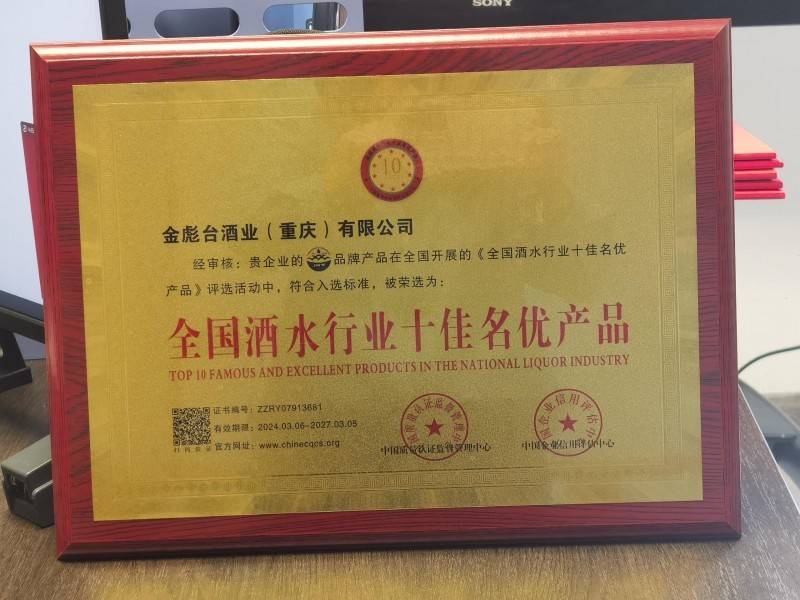 SONY
10
金彪台酒业（重庆）有限公司
经审核：贵企业的品牌产品在全国开展的《全国酒水行业十佳名优
产品》评选活动中，符合入选标准，被荣选为：
全国酒水行业十佳名优产品
TOP 10 FAMOUS AND EXCELLENT PRODUCTS IN THE NATIONAL LIQUOR INDUSTRY
证书编号：ZZRY07913661
有效期限：2024.03.06-2027.03.05
官方网址：www.chinecqcs.org
扫码验证
中国质量认证监督管理中心
中国企业信用评估中心